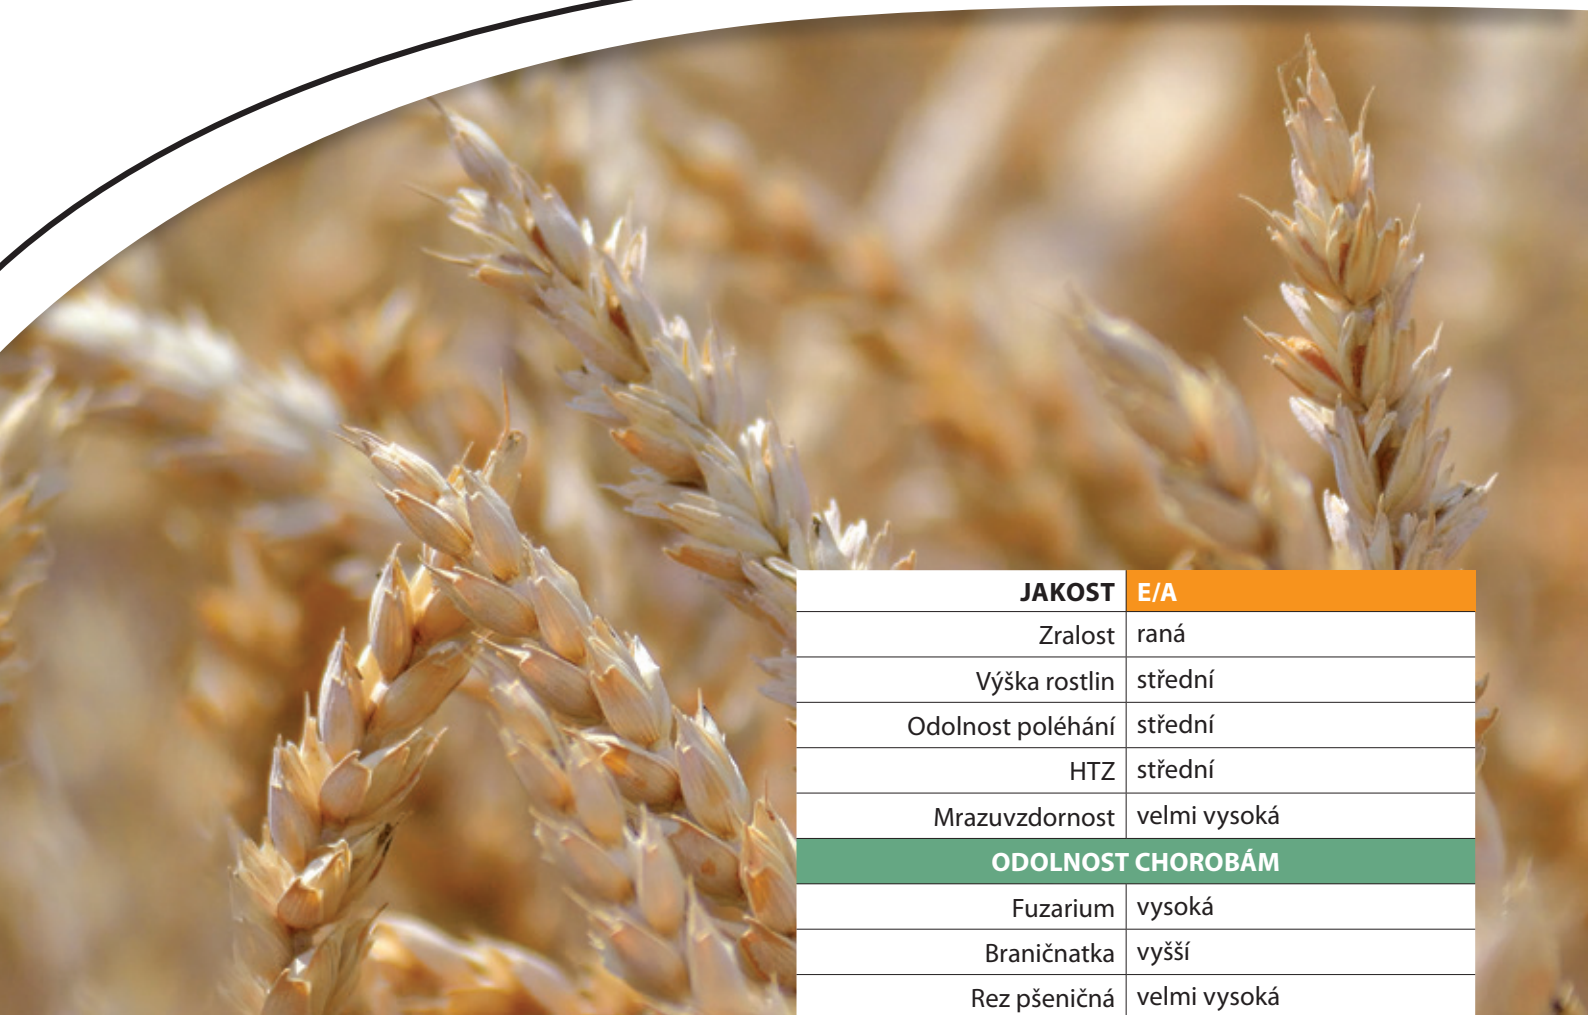 JAKOST E/A
Zralost raná
Výška rostlin střední
Odolnost poléhání střední
HTZ střední
Mrazuvzdornost velmi vysoká
ODOLNOST CHOROBÁM
Fuzarium vysoká
Braničnatka vyšší
Rez pšeničná velmi vysoká